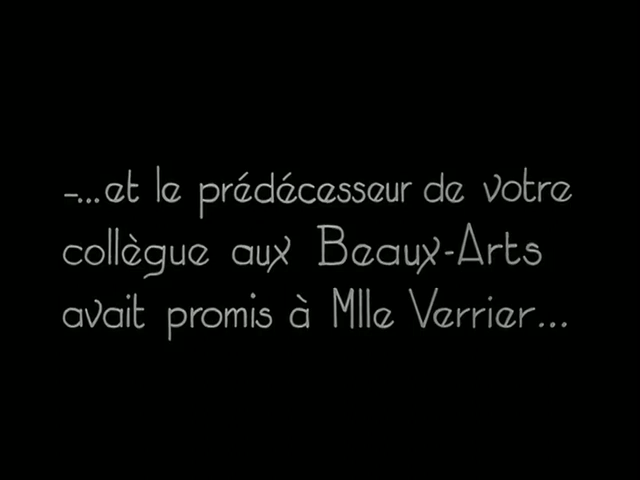 –...et le prédécesseur de votre
collègue aux Beaux-Arts
avait promis à Mlle Verrier...